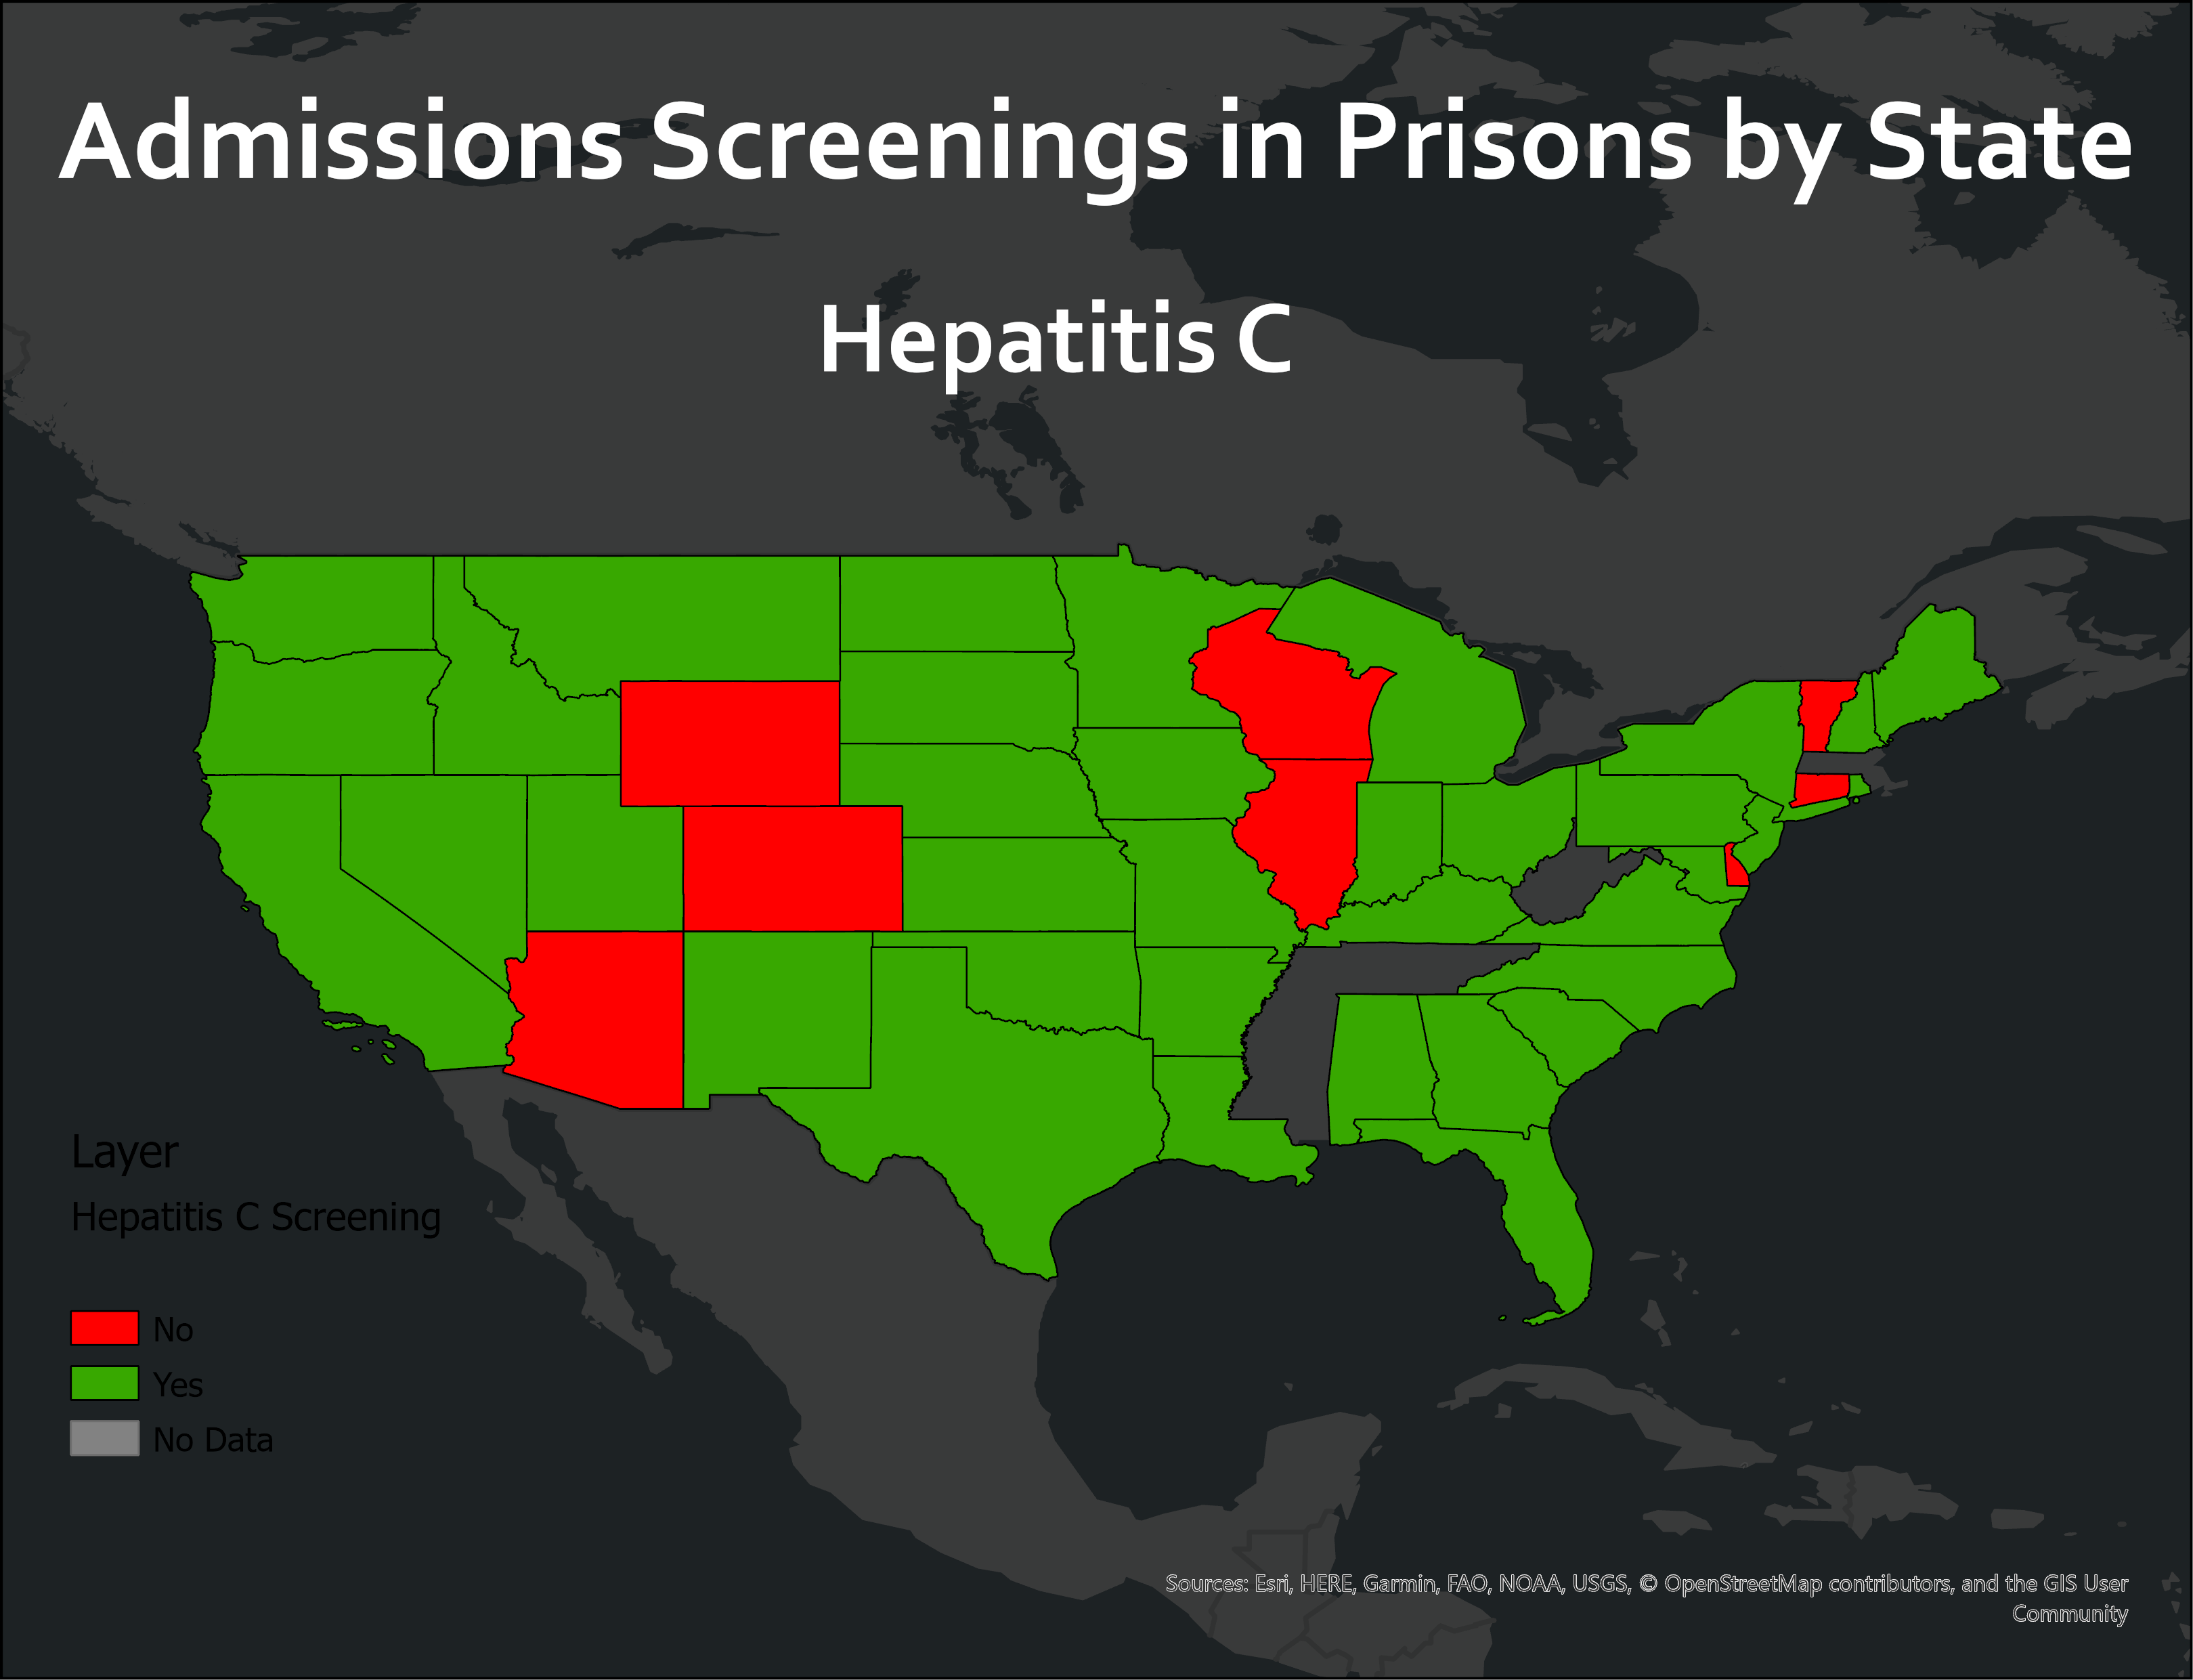 Admissions Screenings in Prisons by State
Hepatitis C
Layer
Hepatitis C Screening
No
Yes
No Data
Sources: Esri, HERE, Garmin, FAO, NOAA, USGS, © OpenStreetMap contributors, and the GIS User
Community